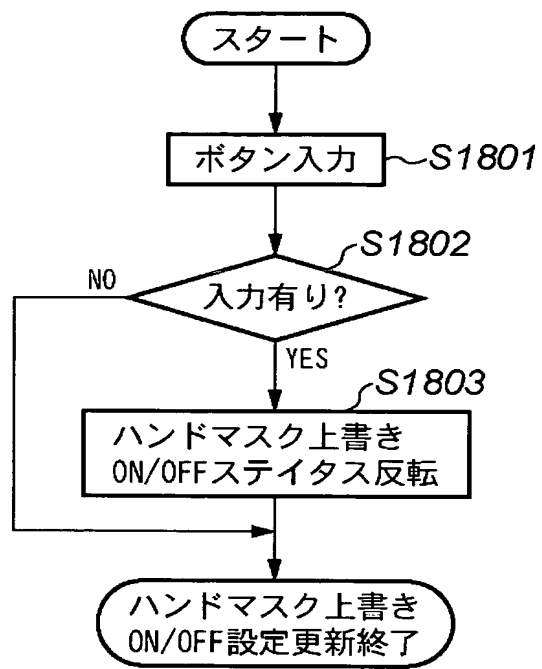 スタート
ボタン入力
S1801
S1802
NO
入力有り?
YES
S1803
ハンドマスク上書き
ON/OFFステイタス反転
ハンドマスク上書き
ON/OFF設定更新終了